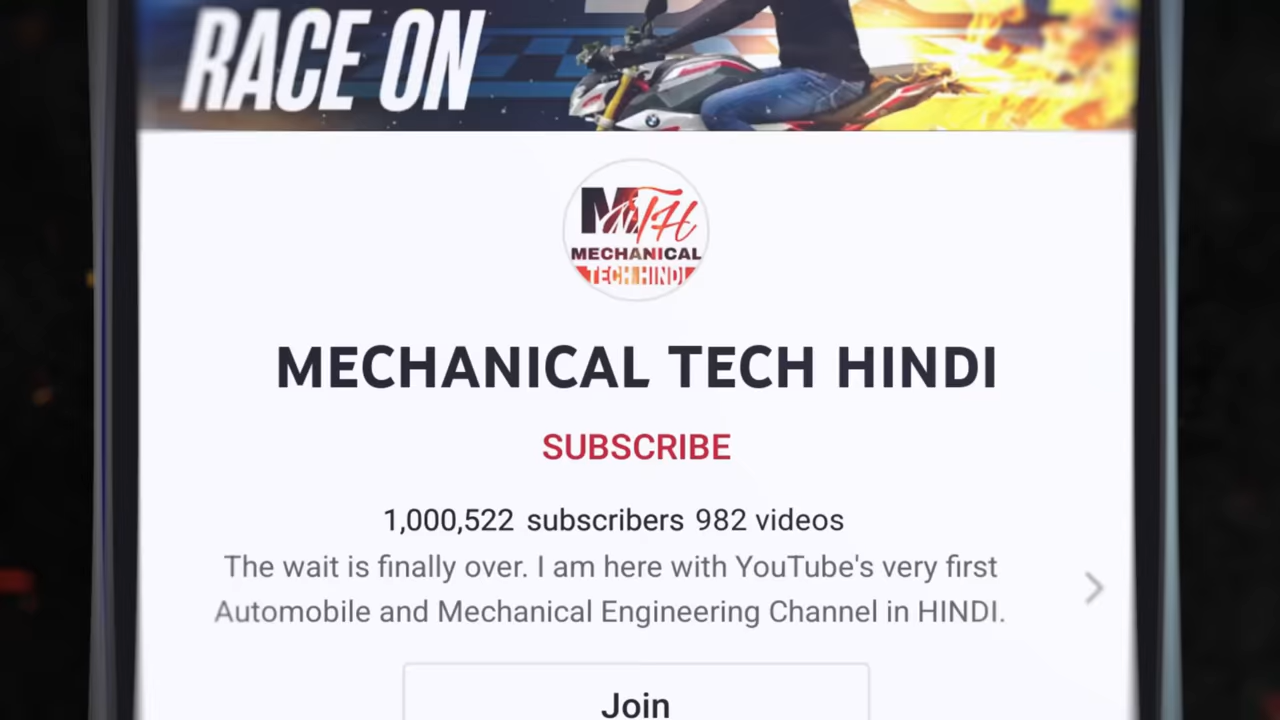 RACE ON
MTH
MECHANICAL
TECH HINDI
MECHANICAL TECH HINDI
SUBSCRIBE
1,000,522 subscribers 982 videos
The wait is finally over. I am here with YouTube's very first
Automobile and Mechanical Engineering Channel in HINDI.
Join